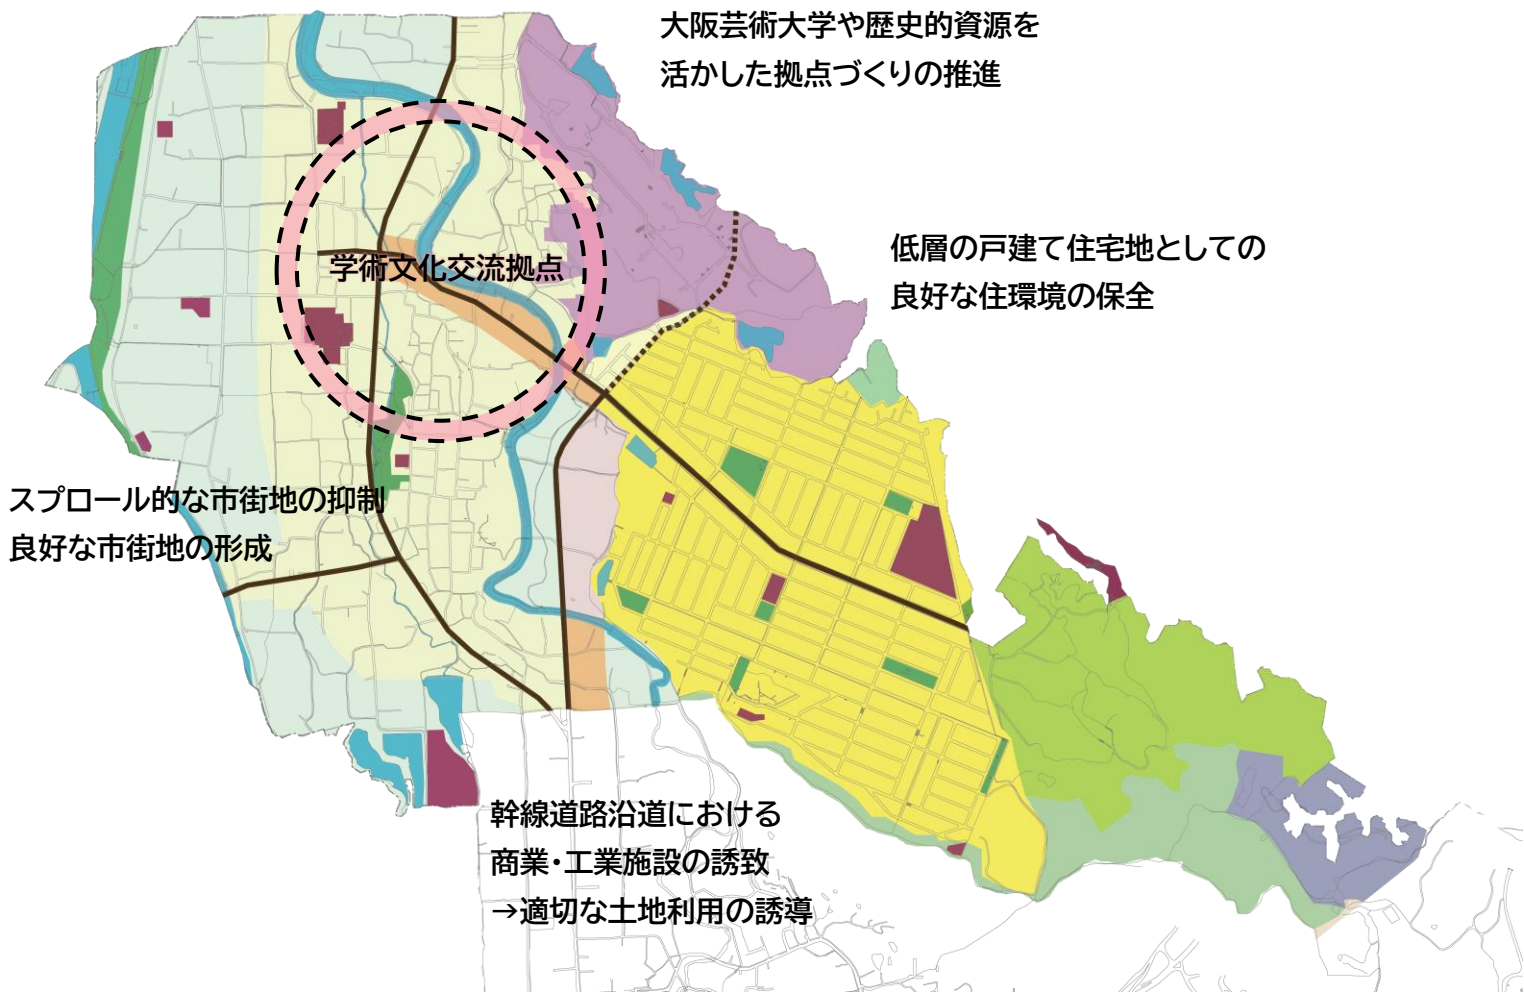 大阪芸術大学や歴史的資源を
活かした拠点づくりの推進
低層の戸建て住宅地としての
良好な住環境の保全
学術文化交流拠点
スプロール的な市街地の抑制
良好な市街地の形成
幹線道路沿道における
商業・工業施設の誘致
→適切な土地利用の誘導